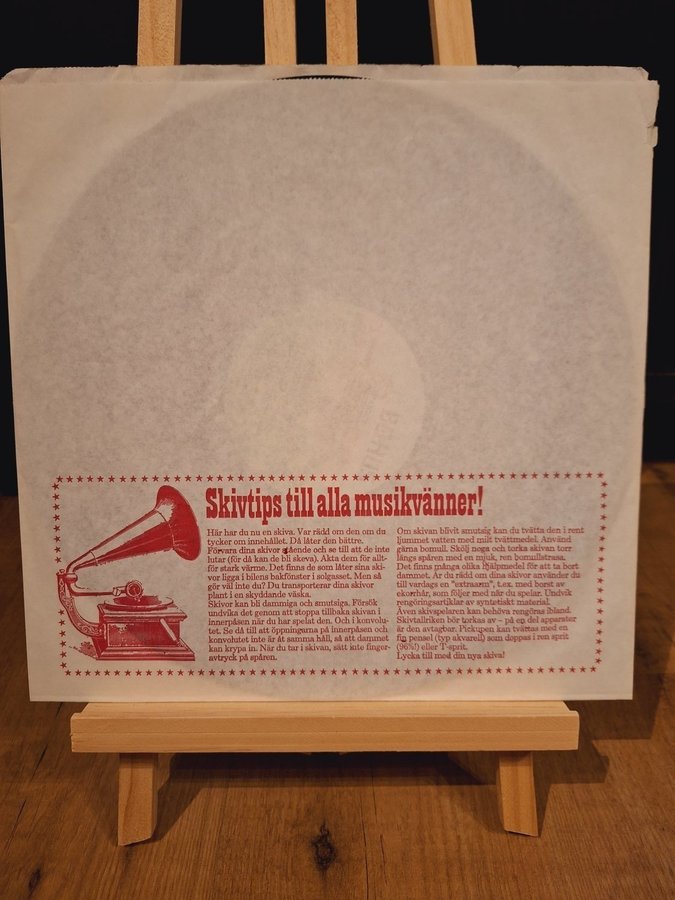 Skivtips till alla musikvänner!
Här har du nu en skiva. Var rädd om den om du
tycker om innehållet. Då låter den bättre.
Förvara dina skivor stående och se till att de inte
lutar (för då kan de bli skeva). Akta dem för allt-
för stark värme. Det finns de som låter sina ski-
vor ligga i bilens bakfönster i solgasset. Men så
gör väl inte du? Du transporterar dina skivor
plant i en skyddande väska.
Skivor kan bli dammiga och smutsiga. Försök
undvika det genom att stoppa tillbaka skivan i
innerpåsen när du har spelat den. Och i konvolu-
tet. Se då till att öppningarna på innerpåsen och
konvolutet inte är åt samma håll, så att dammet
kan krypa in. När du tar i skivan, sätt inte finger-
avtryck på spåren.
Om skivan blivit smutsig kan du tvätta den i rent
ljummet vatten med milt tvättmedel. Använd
gärna bomull. Skölj noga och torka skivan torr
längs spåren med en mjuk, ren bomullstrasa.
Det finns många olika hjälpmedel för att ta bort
dammet. Är du rädd om dina skivor använder du
till vardags en "extraarm", t.ex. med borst av
ekorrhår, som följer med när du spelar. Undvik
rengöringsartiklar av syntetiskt material.
Även skivspelaren kan behöva rengöras ibland.
Skivtallriken bör torkas av – på en del apparater
är den avtagbar. Pickupen kan tvättas med en
fin pensel (typ akvarell) som doppas i ren sprit
(96%!) eller T-sprit.
Lycka till med din nya skiva!